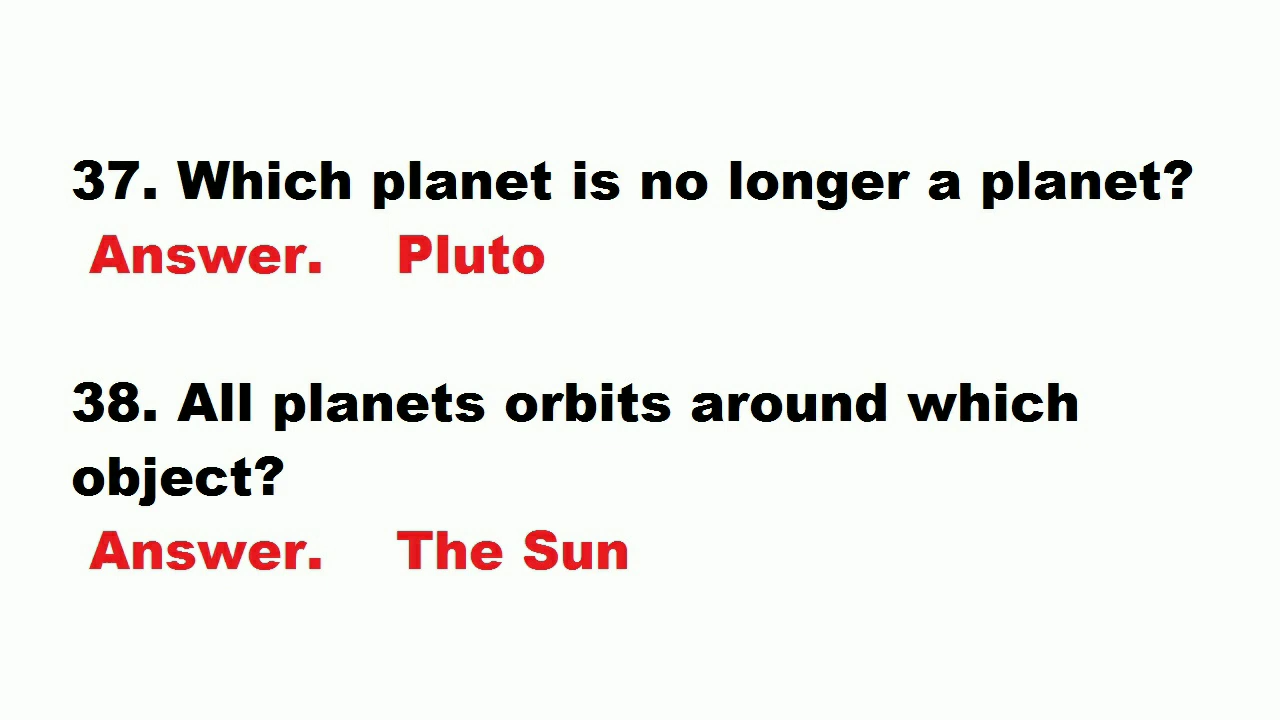 37. Which planet is no longer a planet?
Answer. Pluto
38. All planets orbits around which
object?
Answer. The Sun